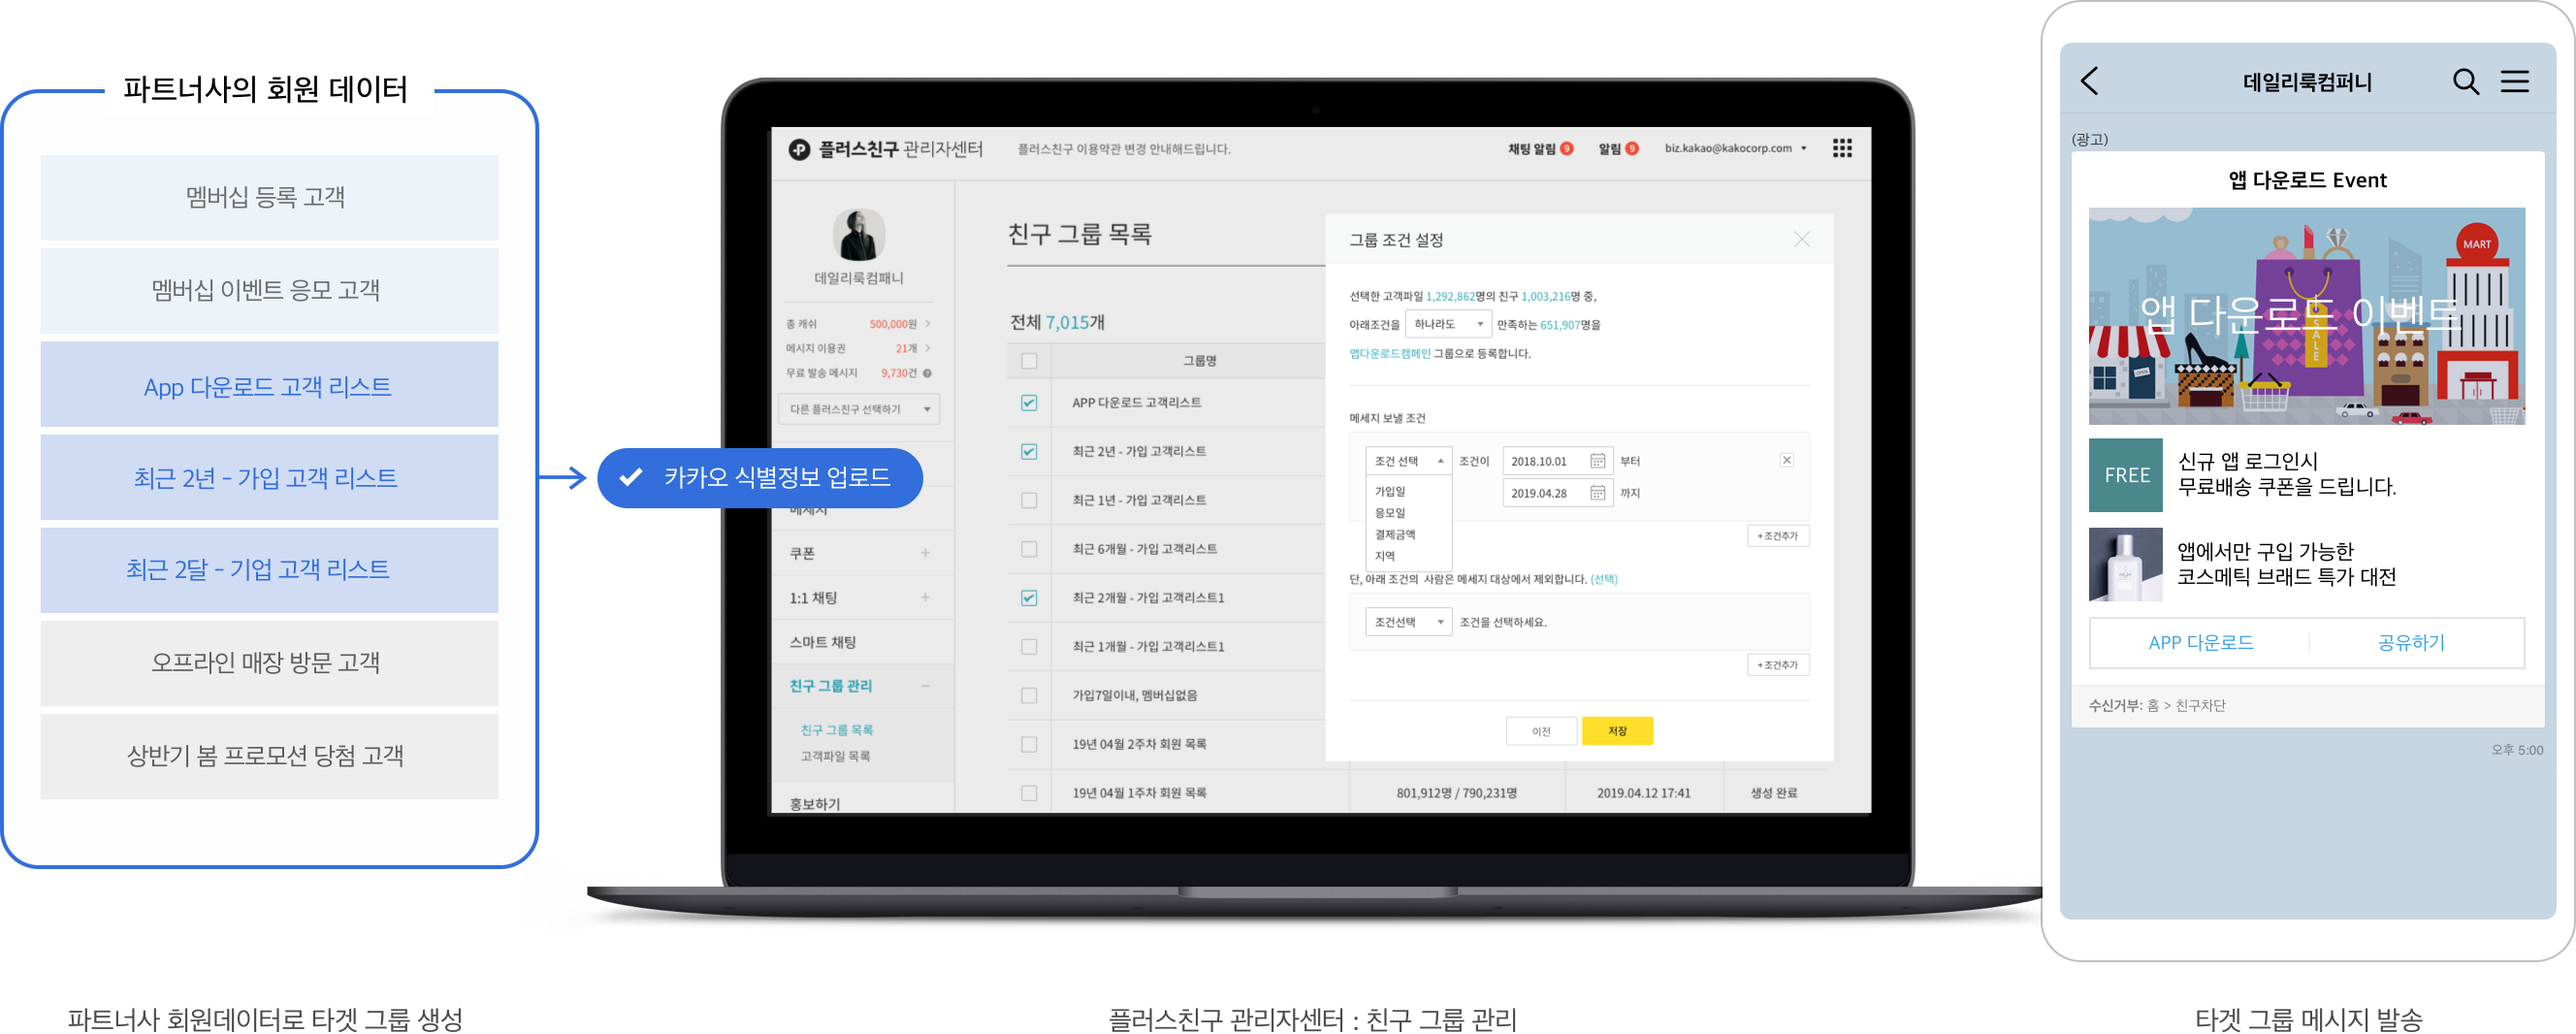 파트너사의 회원 데이터
멤버십 등록 고객
멤버십 이벤트 응모 고객
App 다운로드 고객 리스트
최근 2년 – 가입 고객 리스트
최근 2달 – 기업 고객 리스트
오프라인 매장 방문 고객
상반기 봄 프로모션 당첨 고객
파트너사 회원데이터로 타겟 그룹 생성
카카오 식별정보 업로드
플러스친구 관리자센터
플러스친구 이용약관 변경 안내해드립니다.
채팅 알림 9
알림 9
biz.kakao@kakocorp.com
데일리룩컴패니
총 캐쉬 500,000원
메시지 이용권 21개
무료 발송 메시지 9,730건
다른 플러스친구 선택하기
메세지
쿠폰
1:1 채팅
스마트 채팅
친구 그룹 관리
친구 그룹 목록
고객파일 목록
홍보하기
친구 그룹 목록
전체 7,015개
그룹명
APP 다운로드 고객리스트
최근 2년 - 가입 고객리스트
최근 1년 - 가입 고객리스트
최근 6개월 - 가입 고객리스트
최근 2개월 - 가입 고객리스트1
최근 1개월 - 가입 고객리스트1
가입7일이내, 멤버십없음
19년 04월 2주차 회원 목록
19년 04월 1주차 회원 목록 801,912명 / 790,231명 2019.04.12 17:41 생성 완료
그룹 조건 설정
선택한 고객파일 1,292,862명의 친구 1,003,216명 중,
아래조건을 하나라도 만족하는 651,907명을
앱다운로드캠페인 그룹으로 등록합니다.
메세지 보낼 조건
조건 선택 조건이 2018.10.01 부터
2019.04.28 까지
가입일
응모일
결제금액
지역
+ 조건추가
단, 아래 조건의 사람은 메세지 대상에서 제외합니다. (선택)
조건선택 조건을 선택하세요.
+ 조건추가
이전 저장
플러스친구 관리자센터 : 친구 그룹 관리
데일리룩컴퍼니
(광고)
앱 다운로드 Event
MART
앱 다운로드 이벤트
SALE
OPEN
FREE
신규 앱 로그인시
무료배송 쿠폰을 드립니다.
앱에서만 구입 가능한
코스메틱 브래드 특가 대전
APP 다운로드 공유하기
수신거부: 홈 > 친구차단
오후 5:00
타겟 그룹 메시지 발송